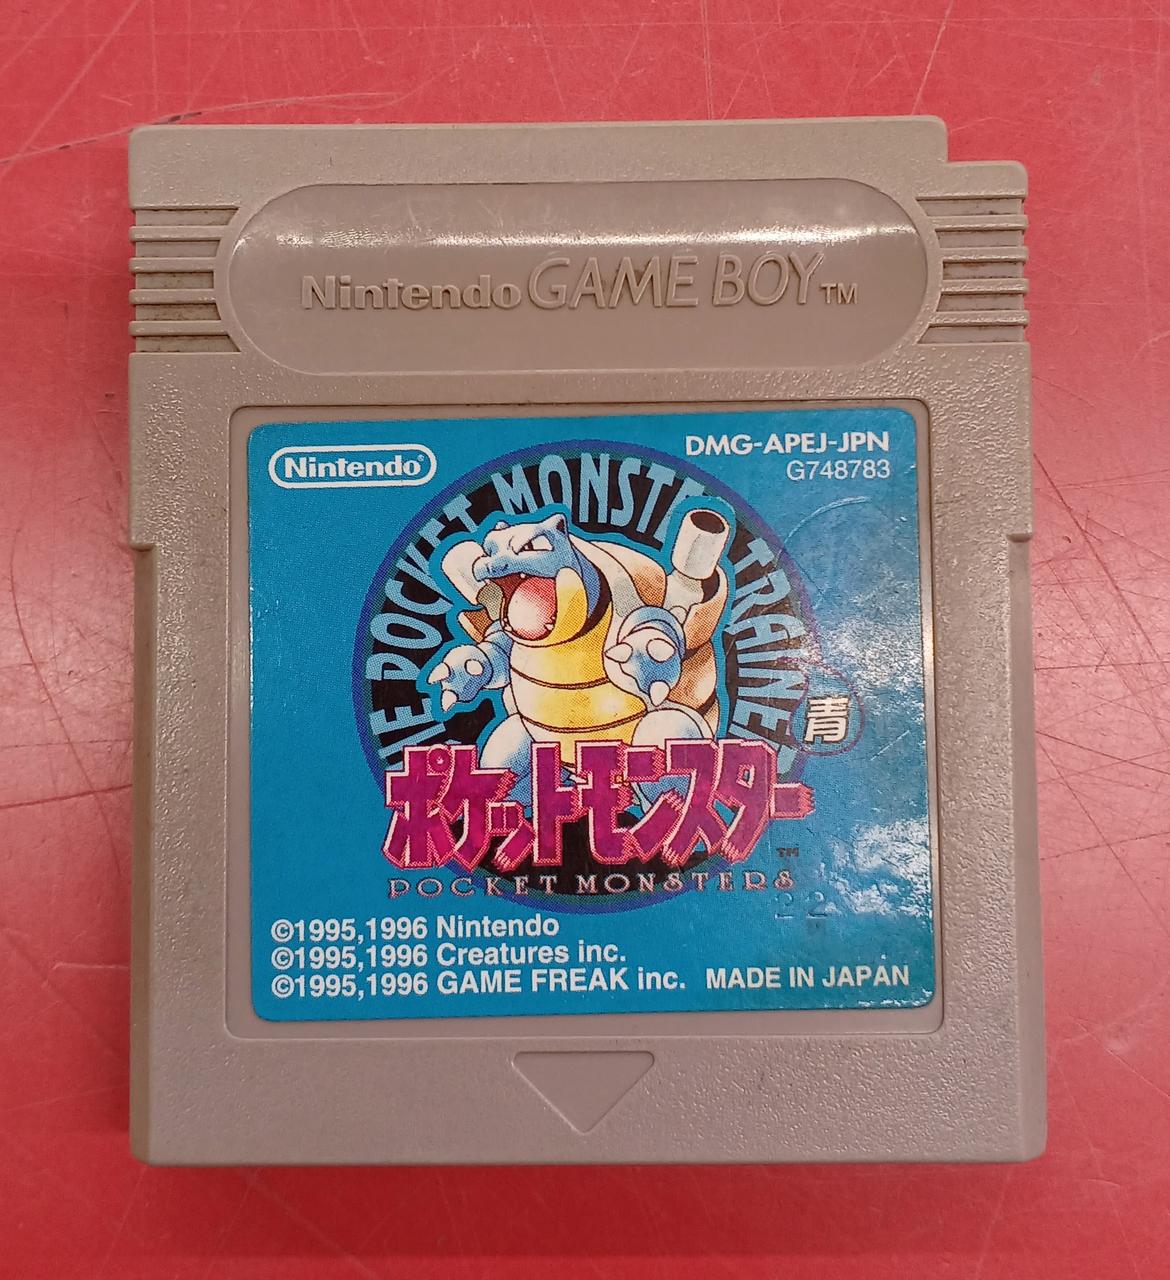 Nintendo GAME BOY™
Nintendo®
DMG-APEJ-JPN
G748783
THE POCKET MONSTER TRAINER
青
ポケットモンスター
™
POCKET MONSTERS
22
©1995,1996 Nintendo
©1995,1996 Creatures inc.
©1995,1996 GAME FREAK inc. MADE IN JAPAN